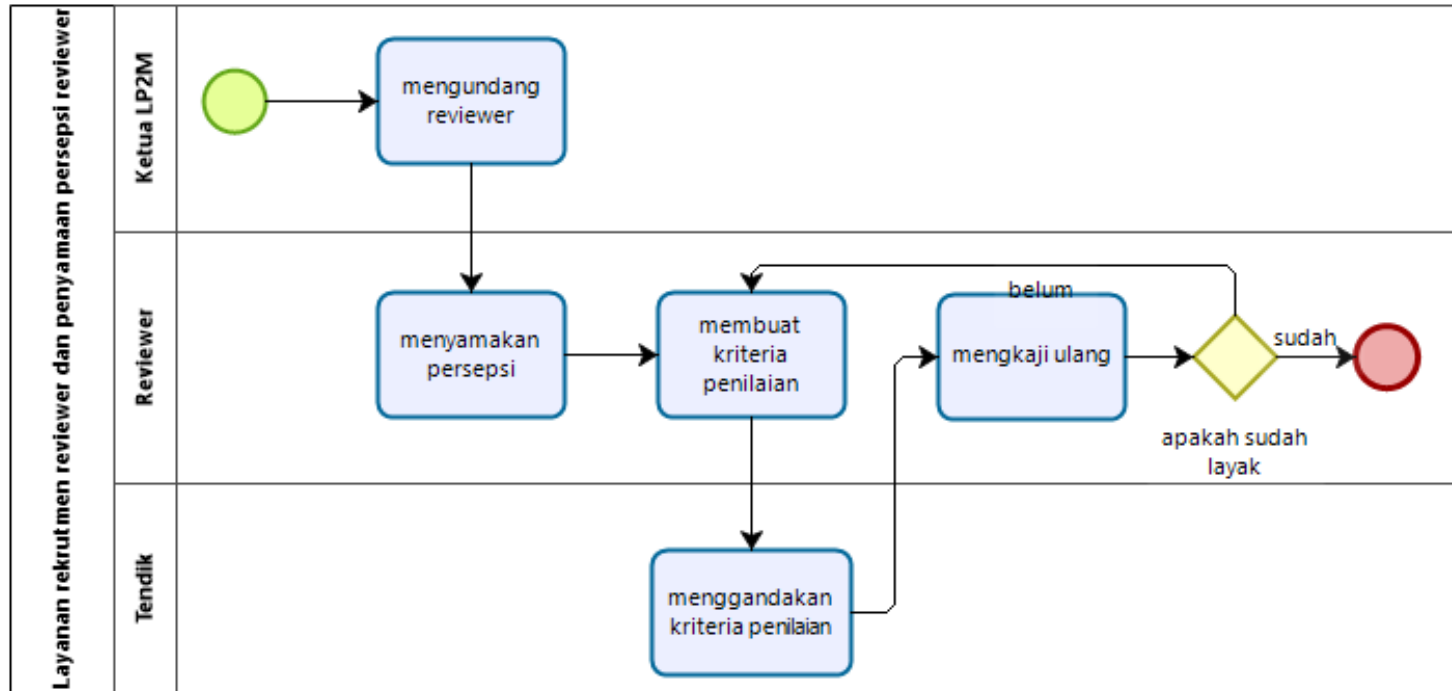 Layanan rekrutmen reviewer dan penyamaan persepsi reviewer
Ketua LP2M
mengundang
reviewer
Reviewer
menyamakan
persepsi
membuat
kriteria
penilaian
belum
mengkaji ulang
sudah
apakah sudah
layak
Tendik
menggandakan
kriteria penilaian